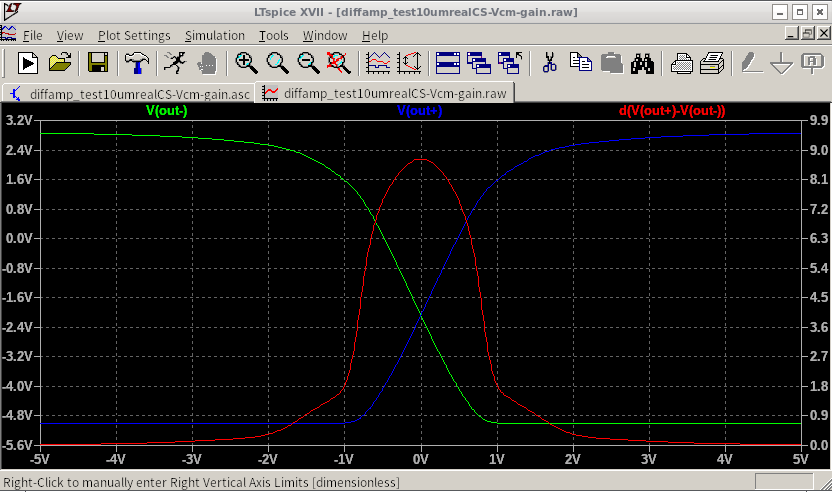 LTspice XVII - [diffamp_test10umrealCS-Vcm-gain.raw]
File View Plot Settings Simulation Tools Window Help
diffamp_test10umrealCS-Vcm-gain.asc diffamp_test10umrealCS-Vcm-gain.raw
V(out-) V(out+) d(V(out+)-V(out-))
3.2V 9.9
2.4V 9.0
1.6V 8.1
0.8V 7.2
0.0V 6.3
-0.8V 5.4
-1.6V 4.5
-2.4V 3.6
-3.2V 2.7
-4.0V 1.8
-4.8V 0.9
-5.6V 0.0
-5V -4V -3V -2V -1V 0V 1V 2V 3V 4V 5V
Right-Click to manually enter Right Vertical Axis Limits [dimensionless]